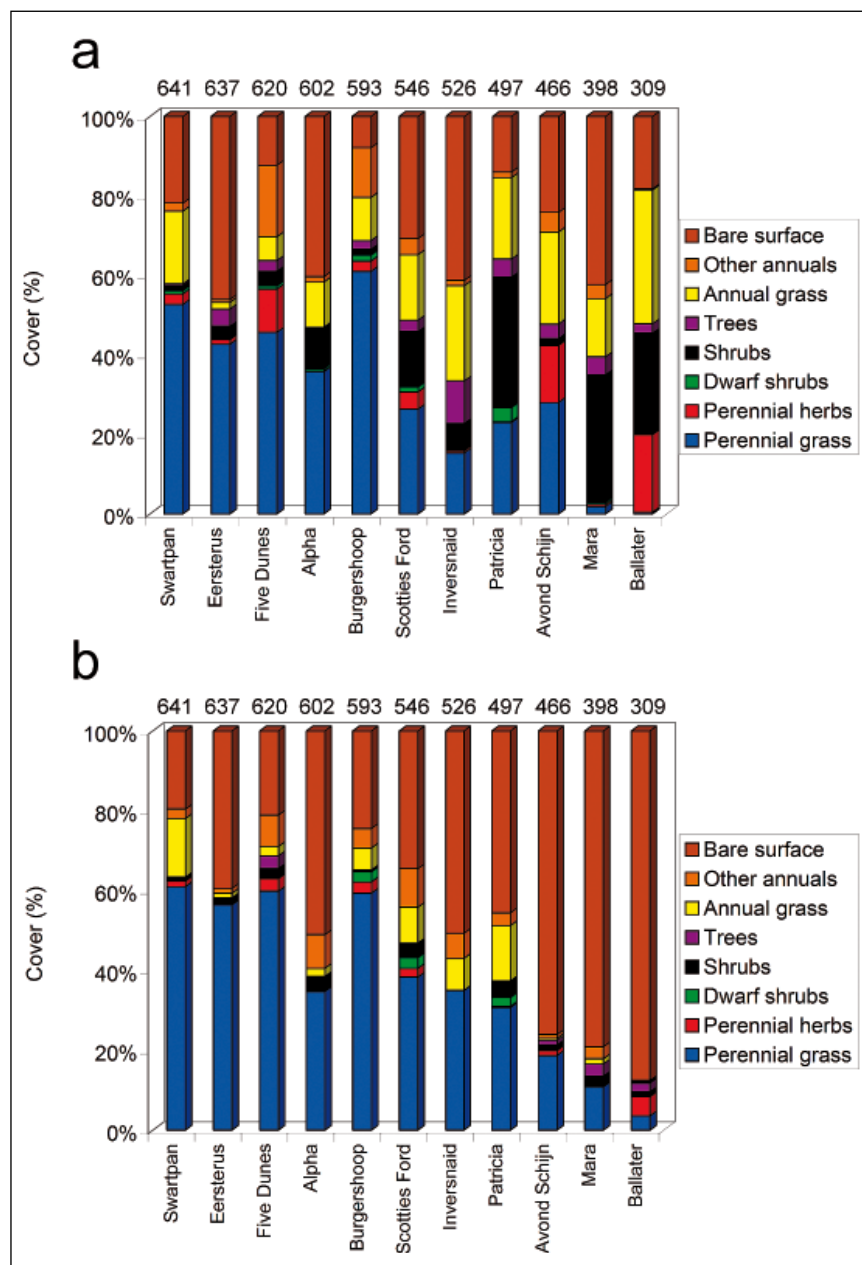 a
641 637 620 602 593 546 526 497 466 398 309
100%
80%
60%
40%
20%
0%
Cover (%)
Swartpan
Eersterus
Five Dunes
Alpha
Burgershoop
Scotties Ford
Inversnaid
Patricia
Avond Schijn
Mara
Ballater
Bare surface
Other annuals
Annual grass
Trees
Shrubs
Dwarf shrubs
Perennial herbs
Perennial grass
b
641 637 620 602 593 546 526 497 466 398 309
100%
80%
60%
40%
20%
0%
Cover (%)
Swartpan
Eersterus
Five Dunes
Alpha
Burgershoop
Scotties Ford
Inversnaid
Patricia
Avond Schijn
Mara
Ballater
Bare surface
Other annuals
Annual grass
Trees
Shrubs
Dwarf shrubs
Perennial herbs
Perennial grass